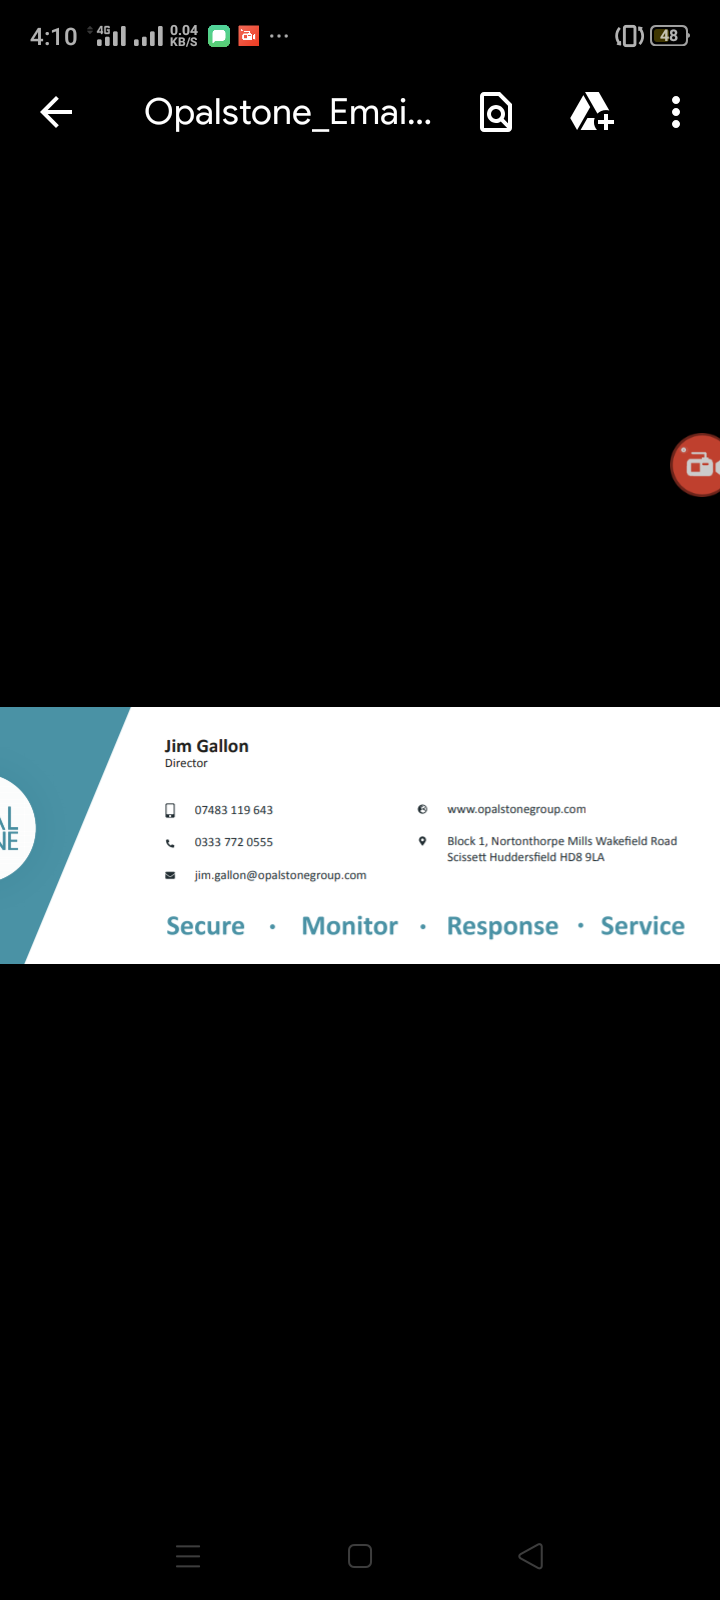 4:10 4G 0.04 KB/S 48
Opalstone_Emai...
Jim Gallon
Director
07483 119 643
0333 772 0555
jim.gallon@opalstonegroup.com
www.opalstonegroup.com
Block 1, Nortonthorpe Mills Wakefield Road
Scissett Huddersfield HD8 9LA
AL
NE
Secure • Monitor • Response • Service